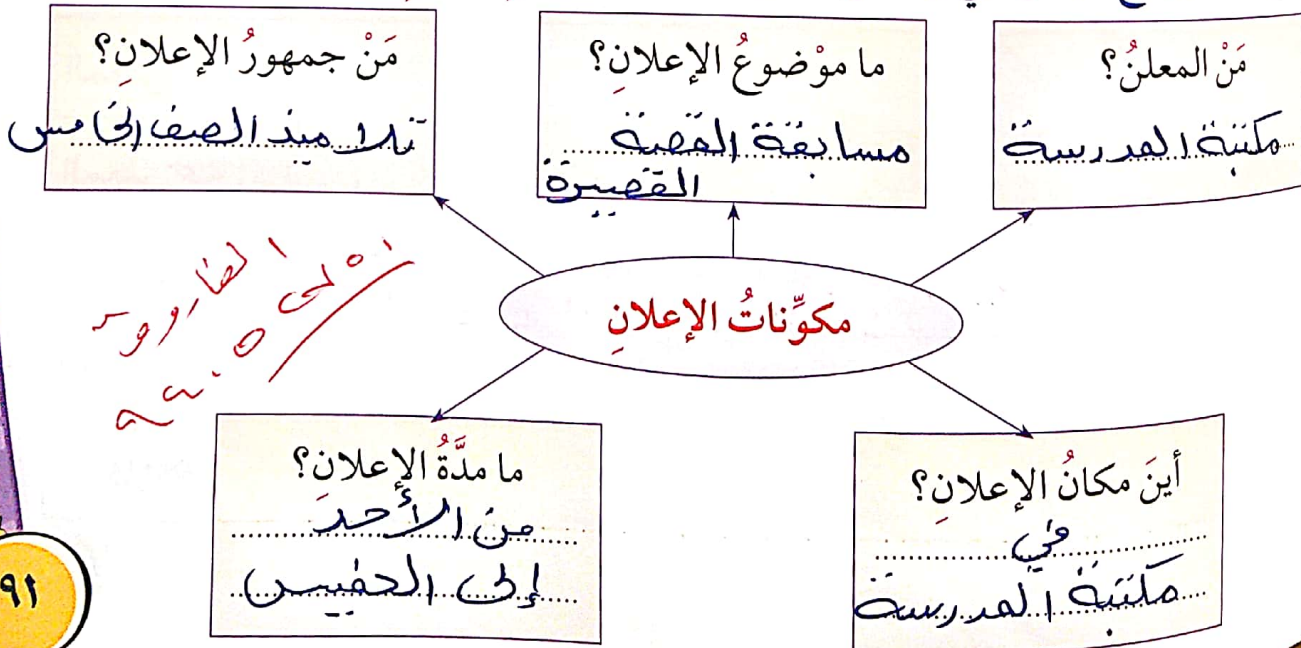 مَنْ المعلنُ؟
مكتبة المدرسة
ما موْضوعُ الإعلانِ؟
مسابقة القصة
القصيرة
مَنْ جمهورُ الإعلانِ؟
تلاميذ الصف الخامس
مكوِّناتُ الإعلانِ
أينَ مكانُ الإعلانِ؟
في
مكتبة المدرسة
ما مدَّةُ الإعلانِ؟
من الأحد
إلى الخميس
٩١